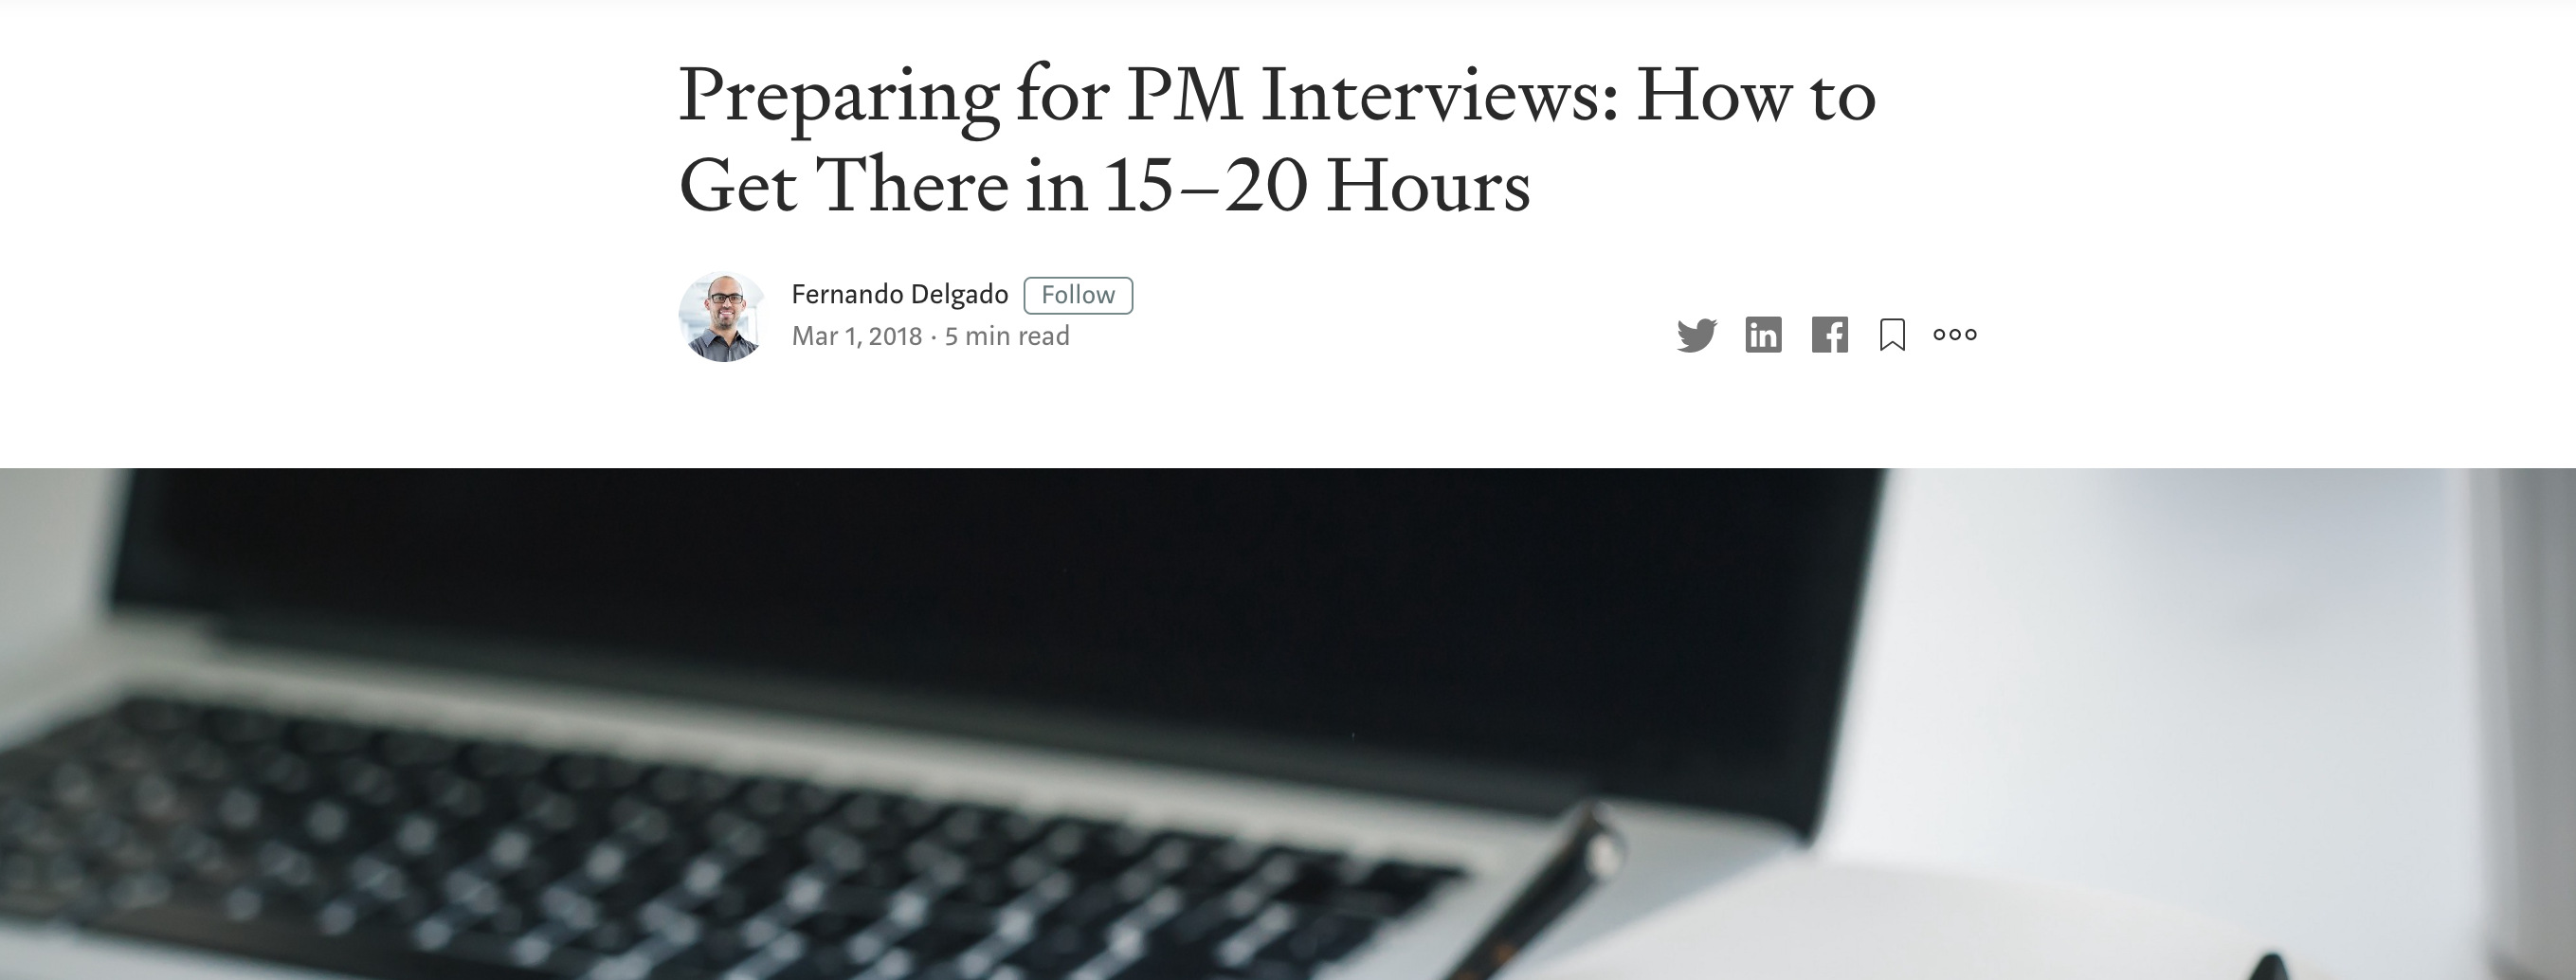 Preparing for PM Interviews: How to
Get There in 15–20 Hours
Fernando Delgado Follow
Mar 1, 2018 · 5 min read